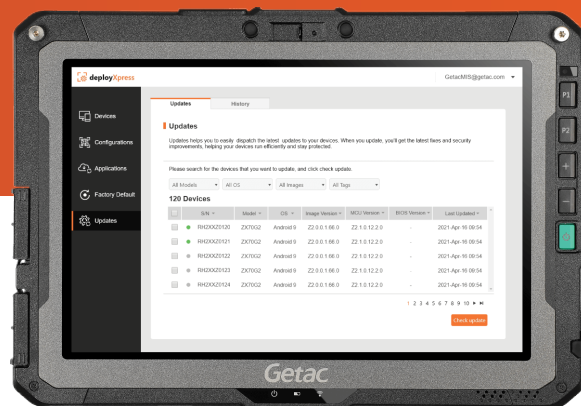 deployXpress
GetacMIS@getac.com
Devices
Configurations
Applications
Factory Default
Updates
Updates History
Updates
Updates helps you to easily dispatch the latest updates to your devices. When you update, you'll get the latest fixes and security
improvements, helping your devices run efficiently and stay protected
Please search for the devices that you want to update, and click check update.
All Models All OS All Images All Tags
120 Devices
S/N Model OS Image Version MCU Version BIOS Version Last Updated
RH2XXZ0120 ZX70G2 Android 9 Z2.0.0.1.66.0 Z2.1.0.12.2.0 - 2021-Apr-16 09:54
RH2XXZ0121 ZX70G2 Android 9 Z2.0.0.1.66.0 Z2.1.0.12.2.0 - 2021-Apr-16 09:54
RH2XXZ0122 ZX70G2 Android 9 Z2.0.0.1.66.0 Z2.1.0.12.2.0 - 2021-Apr-16 09:54
RH2XXZ0123 ZX70G2 Android 9 Z2.0.0.1.66.0 Z2.1.0.12.2.0 - 2021-Apr-16 09:54
RH2XXZ0124 ZX70G2 Android 9 Z2.0.0.1.66.0 Z2.1.0.12.2.0 - 2021-Apr-16 09:54
1 2 3 4 5 6 7 8 9 10
Check update
P1
P2
+
-
Getac